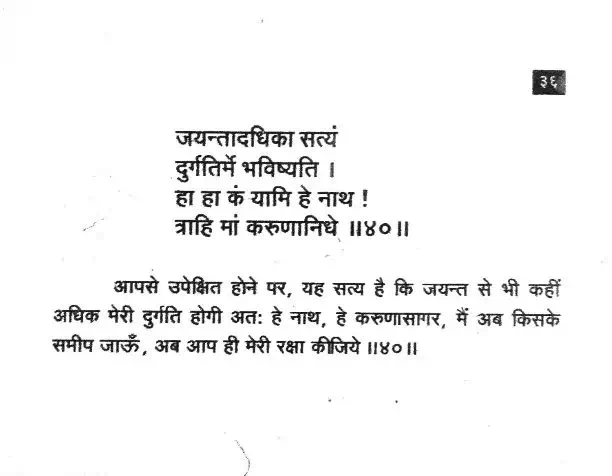 ३६
जयन्तादधिका सत्यं
दुर्गतिर्मे भविष्यति ।
हा हा कं यामि हे नाथ !
त्राहि मां करुणानिधे ॥४०॥
आपसे उपेक्षित होने पर, यह सत्य है कि जयन्त से भी कहीं
अधिक मेरी दुर्गति होगी अतः हे नाथ, हे करुणासागर, मैं अब किसके
समीप जाऊँ, अब आप ही मेरी रक्षा कीजिये ॥४०॥